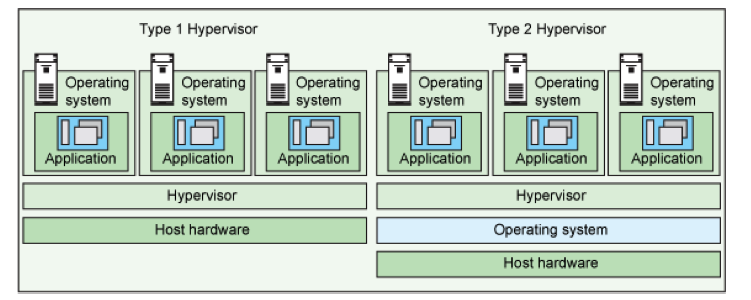 Type 1 Hypervisor
Operating
system
Application
Operating
system
Application
Operating
system
Application
Hypervisor
Host hardware
Type 2 Hypervisor
Operating
system
Application
Operating
system
Application
Operating
system
Application
Hypervisor
Operating system
Host hardware